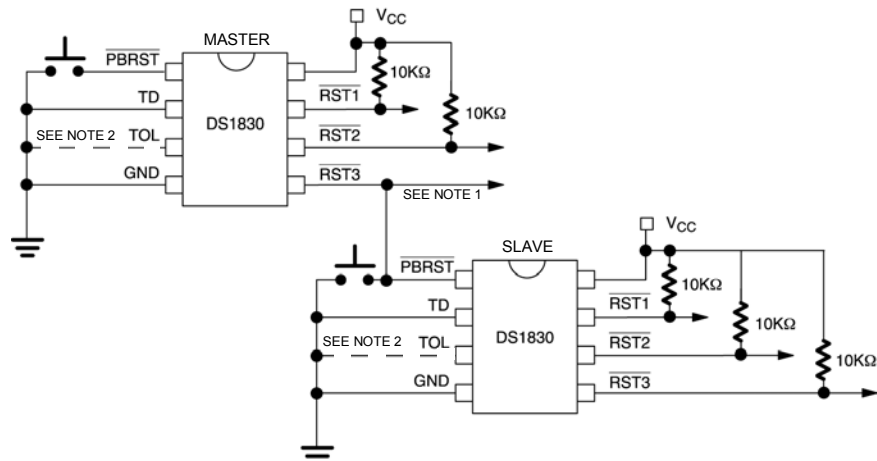 VCC
MASTER
PBRST
10KΩ
TD
RST1
SEE NOTE 2
TOL
DS1830
RST2
10KΩ
GND
RST3
SEE NOTE 1
VCC
SLAVE
PBRST
10KΩ
TD
RST1
SEE NOTE 2
TOL
DS1830
RST2
10KΩ
GND
RST3
10KΩ